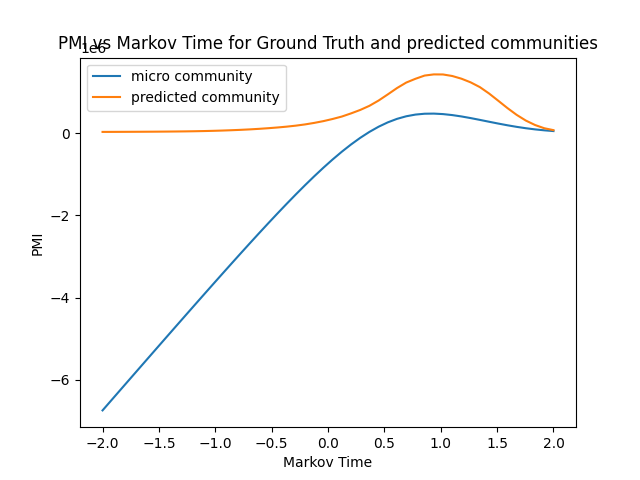 PMI vs Markov Time for Ground Truth and predicted communities
1e6
micro community
predicted community
0
−2
−4
−6
PMI
−2.0 −1.5 −1.0 −0.5 0.0 0.5 1.0 1.5 2.0
Markov Time